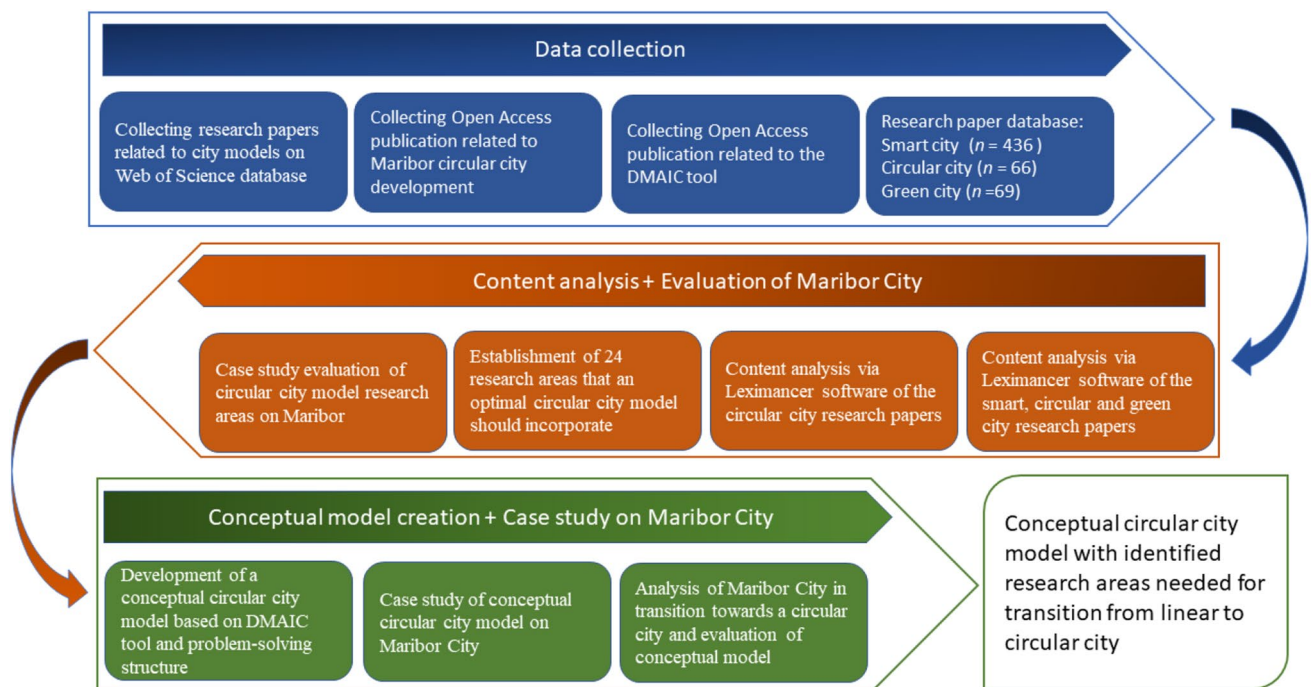 Data collection
Collecting research papers
related to city models on
Web of Science database
Collecting Open Access
publication related to
Maribor circular city
development
Collecting Open Access
publication related to the
DMAIC tool
Research paper database:
Smart city (n = 436 )
Circular city (n = 66)
Green city (n =69)
Content analysis + Evaluation of Maribor City
Case study evaluation of
circular city model research
areas on Maribor
Establishment of 24
research areas that an
optimal circular city model
should incorporate
Content analysis via
Leximancer software of the
circular city research papers
Content analysis via
Leximancer software of the
smart, circular and green
city research papers
Conceptual model creation + Case study on Maribor City
Development of a
conceptual circular city
model based on DMAIC
tool and problem-solving
structure
Case study of conceptual
circular city model on
Maribor City
Analysis of Maribor City in
transition towards a circular
city and evaluation of
conceptual model
Conceptual circular city
model with identified
research areas needed for
transition from linear to
circular city